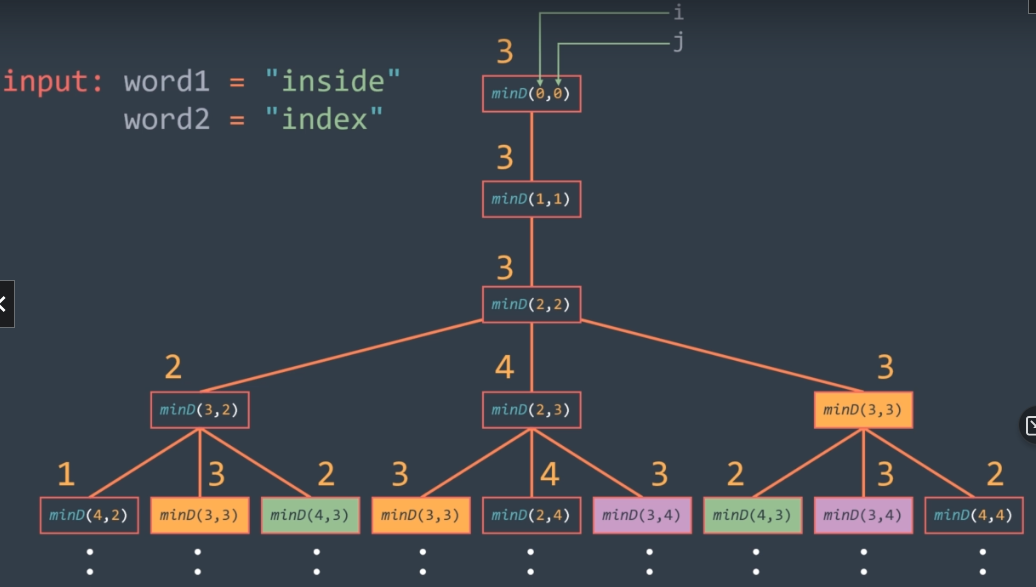 i
j
3
input: word1 = "inside"
minD(0,0)
word2 = "index"
3
minD(1,1)
3
minD(2,2)
2 4 3
minD(3,2) minD(2,3) minD(3,3)
1 3 2 3 4 3 2 3 2
minD(4,2) minD(3,3) minD(4,3) minD(3,3) minD(2,4) minD(3,4) minD(4,3) minD(3,4) minD(4,4)